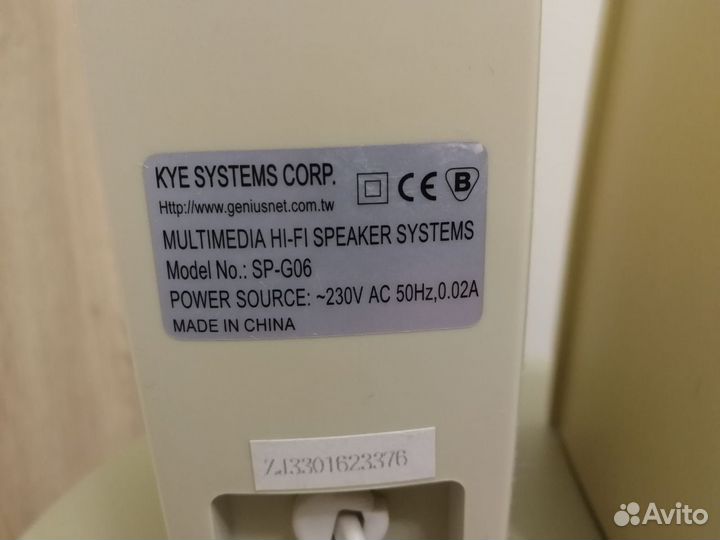 KYE SYSTEMS CORP.
Http://www.geniusnet.com.tw
CE B
MULTIMEDIA HI-FI SPEAKER SYSTEMS
Model No.: SP-G06
POWER SOURCE: ~230V AC 50Hz,0.02A
MADE IN CHINA
ZJ3301623376
Avito